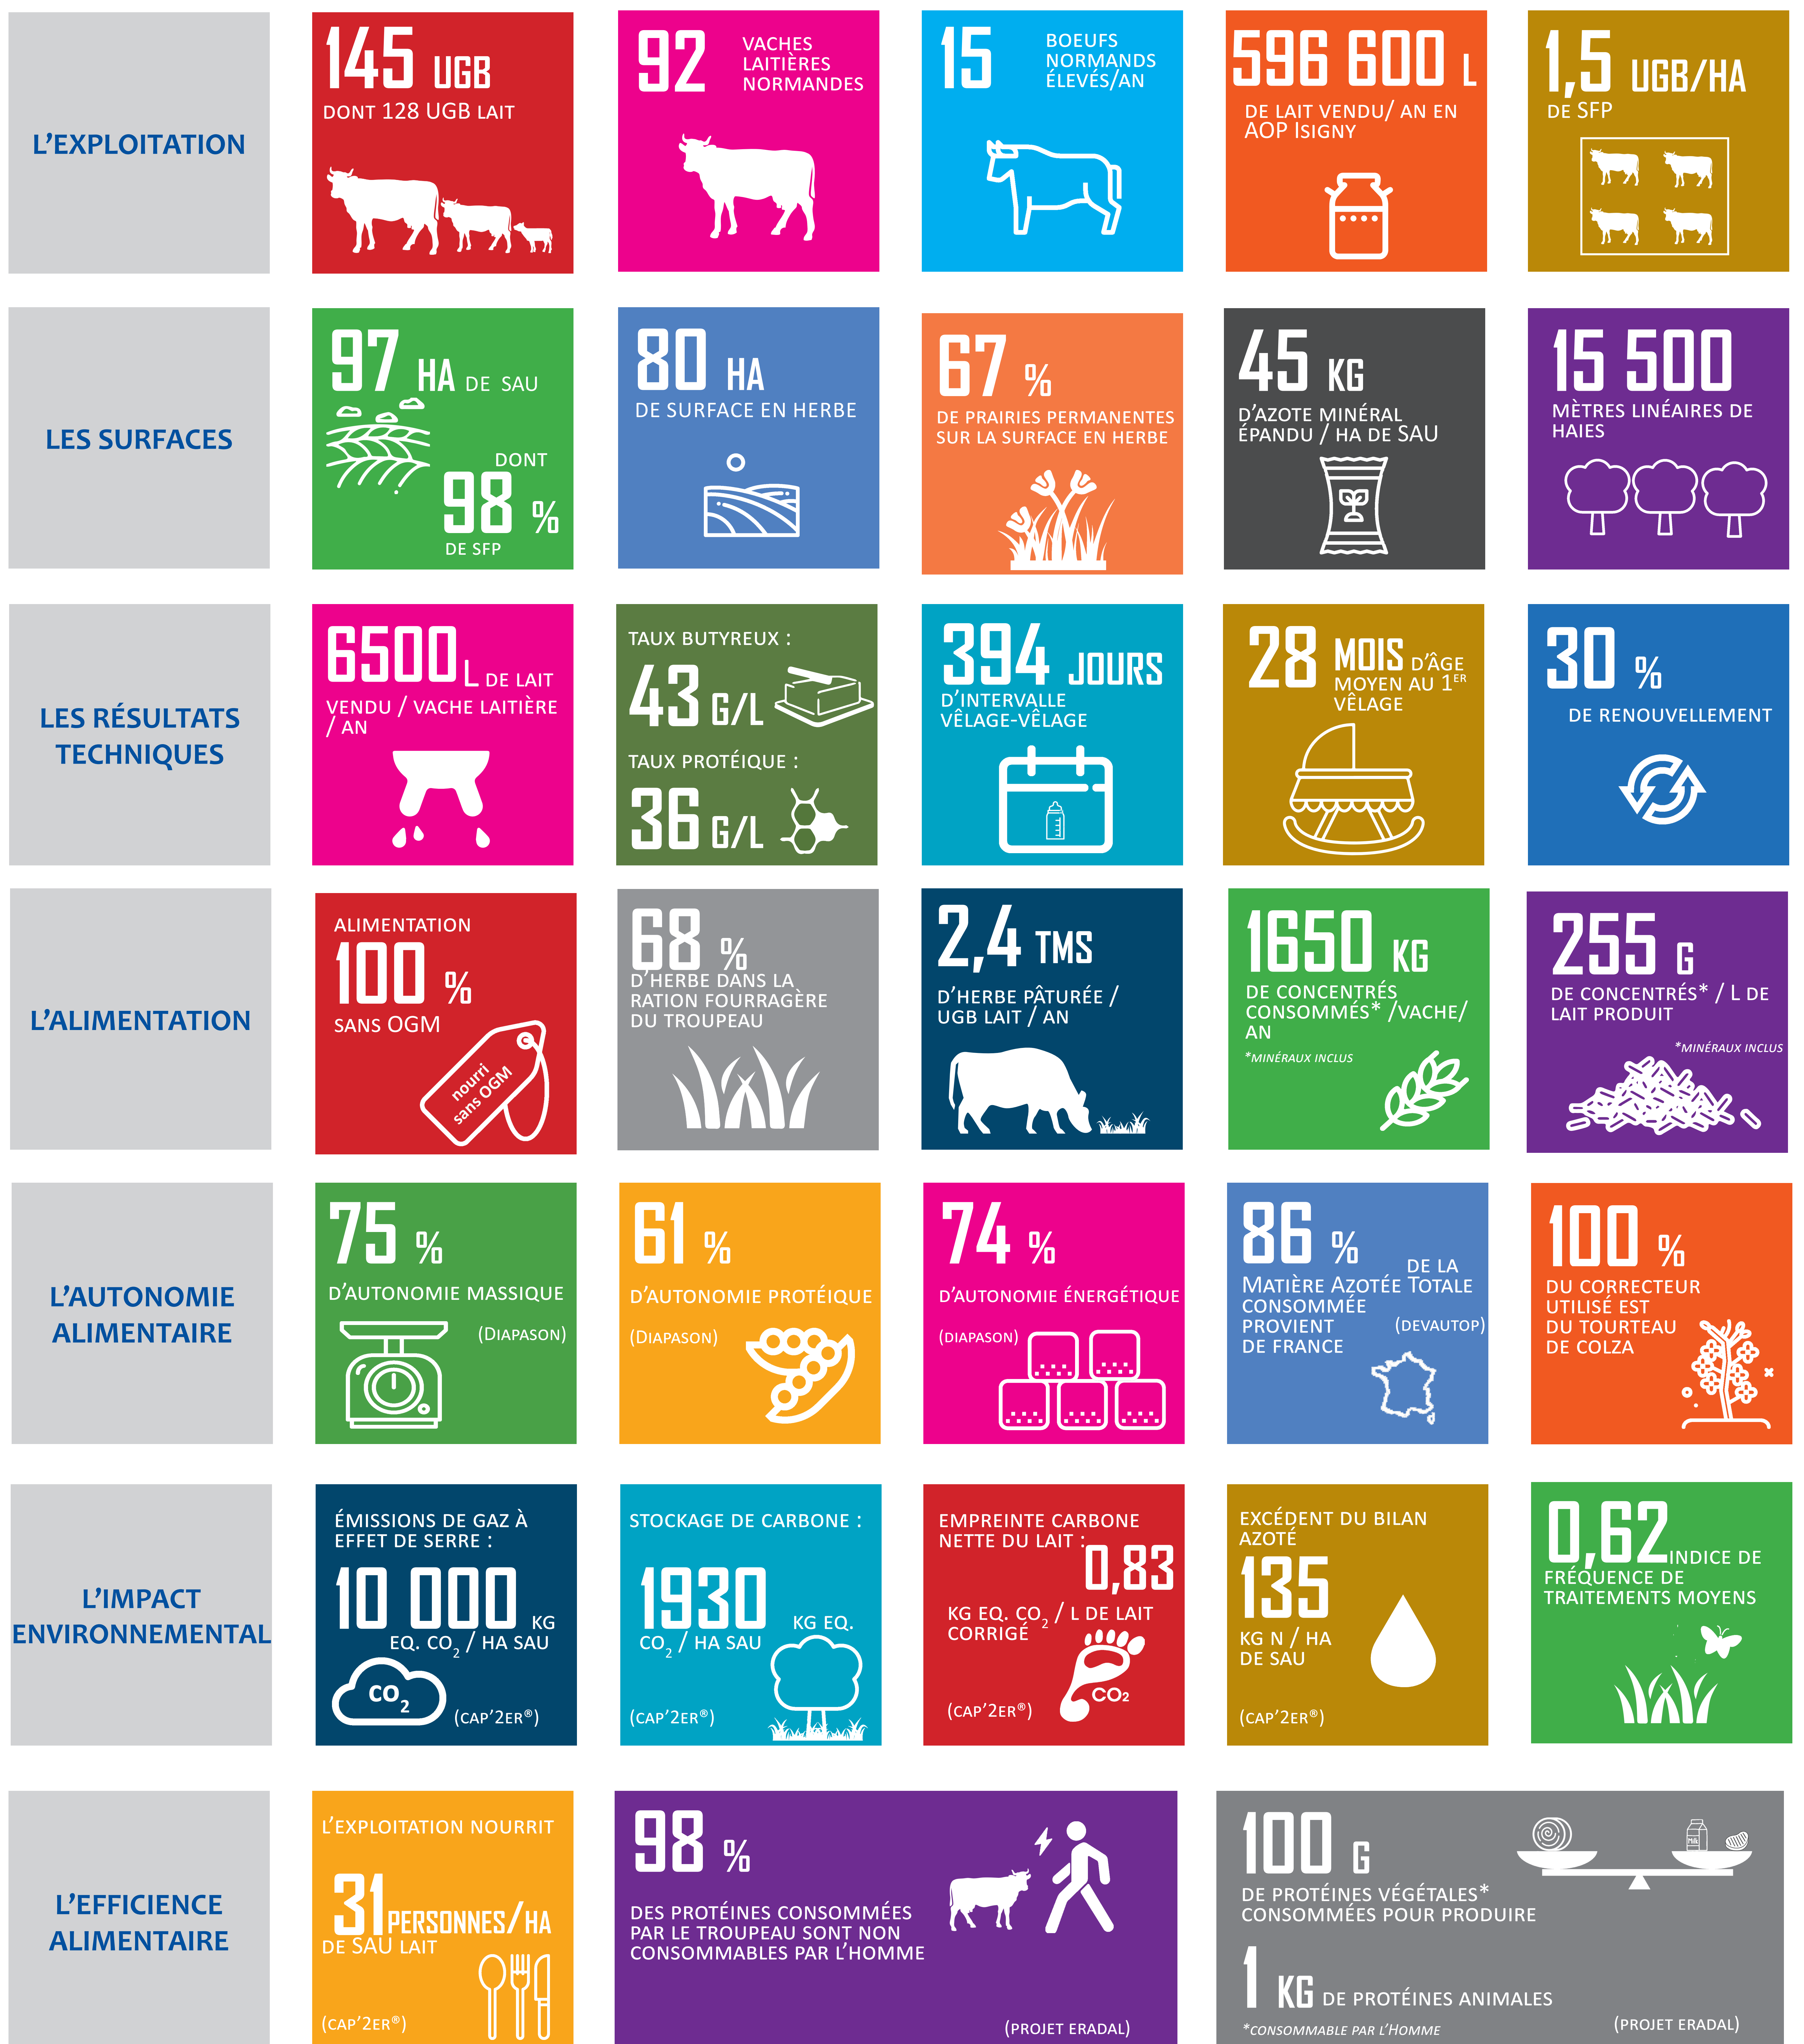 L'EXPLOITATION
145 UGB
DONT 128 UGB LAIT
92 VACHES
LAITIÈRES
NORMANDES
15 BOEUFS
NORMANDS
ÉLEVÉS/AN
596 600 L
DE LAIT VENDU/ AN EN
AOP ISIGNY
1,5 UGB/HA
DE SFP
LES SURFACES
97 HA DE SAU
DONT
98 %
DE SFP
80 HA
DE SURFACE EN HERBE
67 %
DE PRAIRIES PERMANENTES
SUR LA SURFACE EN HERBE
45 KG
D'AZOTE MINÉRAL
ÉPANDU / HA DE SAU
15 500
MÈTRES LINÉAIRES DE
HAIES
LES RÉSULTATS
TECHNIQUES
6500 L DE LAIT
VENDU / VACHE LAITIÈRE
/ AN
TAUX BUTYREUX :
43 G/L
TAUX PROTÉIQUE :
36 G/L
394 JOURS
D'INTERVALLE
VÊLAGE-VÊLAGE
28 MOIS D'ÂGE
MOYEN AU 1ER
VÊLAGE
30 %
DE RENOUVELLEMENT
L'ALIMENTATION
ALIMENTATION
100 %
SANS OGM
nourri
sans OGM
68 %
D'HERBE DANS LA
RATION FOURRAGÈRE
DU TROUPEAU
2,4 TMS
D'HERBE PÂTURÉE /
UGB LAIT / AN
1650 KG
DE CONCENTRÉS
CONSOMMÉS* /VACHE/
AN
*MINÉRAUX INCLUS
255 G
DE CONCENTRÉS* / L DE
LAIT PRODUIT
*MINÉRAUX INCLUS
L'AUTONOMIE
ALIMENTAIRE
75 %
D'AUTONOMIE MASSIQUE
(DIAPASON)
61 %
D'AUTONOMIE PROTÉIQUE
(DIAPASON)
74 %
D'AUTONOMIE ÉNERGÉTIQUE
(DIAPASON)
86 % DE LA
MATIÈRE AZOTÉE TOTALE
CONSOMMÉE
PROVIENT (DEVAUTOP)
DE FRANCE
100 %
DU CORRECTEUR
UTILISÉ EST
DU TOURTEAU
DE COLZA
L'IMPACT
ENVIRONNEMENTAL
ÉMISSIONS DE GAZ À
EFFET DE SERRE :
10 000 KG
EQ. CO2 / HA SAU
CO2
(CAP'2ER®)
STOCKAGE DE CARBONE :
1930 KG EQ.
CO2 / HA SAU
(CAP'2ER®)
EMPREINTE CARBONE
NETTE DU LAIT :
0,83
KG EQ. CO2 / L DE LAIT
CORRIGÉ
CO2
(CAP'2ER®)
EXCÉDENT DU BILAN
AZOTÉ
135
KG N / HA
DE SAU
(CAP'2ER®)
0,62 INDICE DE
FRÉQUENCE DE
TRAITEMENTS MOYENS
L'EFFICIENCE
ALIMENTAIRE
L'EXPLOITATION NOURRIT
31 PERSONNES/HA
DE SAU LAIT
(CAP'2ER®)
98 %
DES PROTÉINES CONSOMMÉES
PAR LE TROUPEAU SONT NON
CONSOMMABLES PAR L'HOMME
(PROJET ERADAL)
100 G
Milk
DE PROTÉINES VÉGÉTALES*
CONSOMMÉES POUR PRODUIRE
1 KG DE PROTÉINES ANIMALES
*CONSOMMABLE PAR L'HOMME
(PROJET ERADAL)